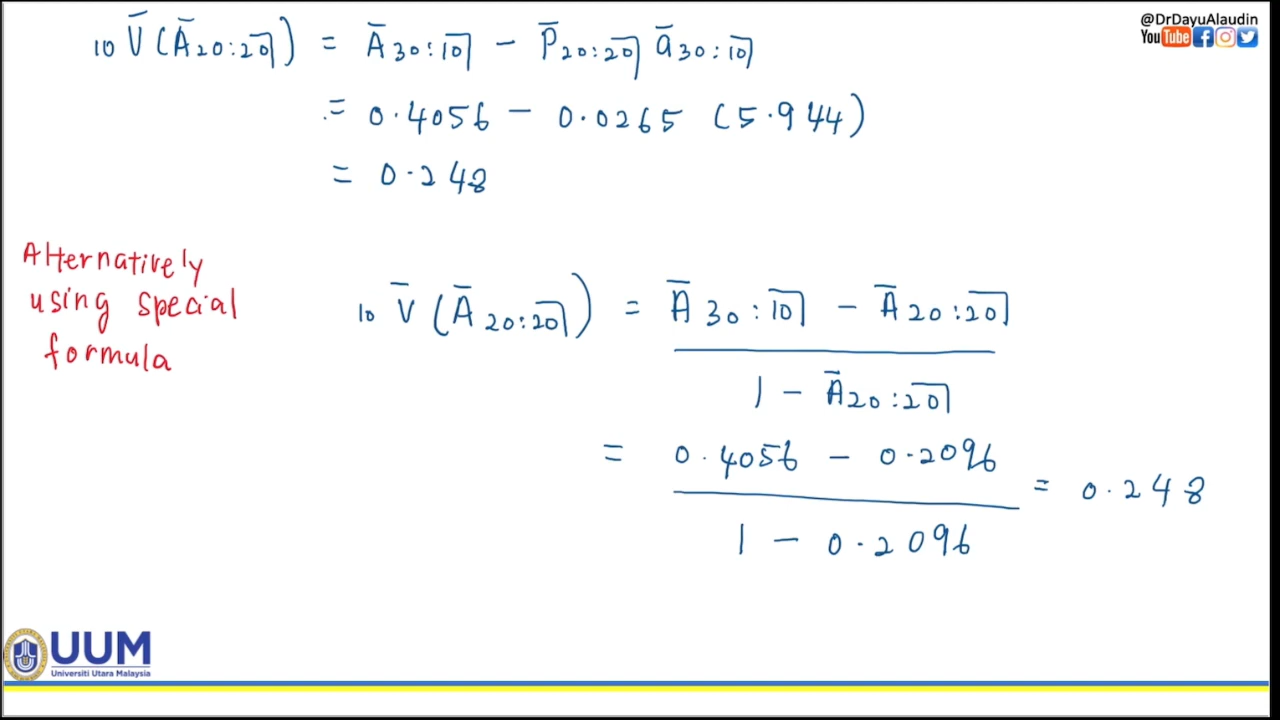 @DrDayuAlaudin
YouTube
₁₀V̄(Ā₂₀:₂₀̅|) = Ā₃₀:₁₀̅| − P̄₂₀:₂₀̅| ā₃₀:₁₀̅|
= 0.4056 − 0.0265 (5.944)
= 0.248
Alternatively
using special
formula
₁₀V̄(Ā₂₀:₂₀̅|) = Ā₃₀:₁₀̅| − Ā₂₀:₂₀̅|
1 − Ā₂₀:₂₀̅|
= 0.4056 − 0.2096
= 0.248
1 − 0.2096
UUM
Universiti Utara Malaysia